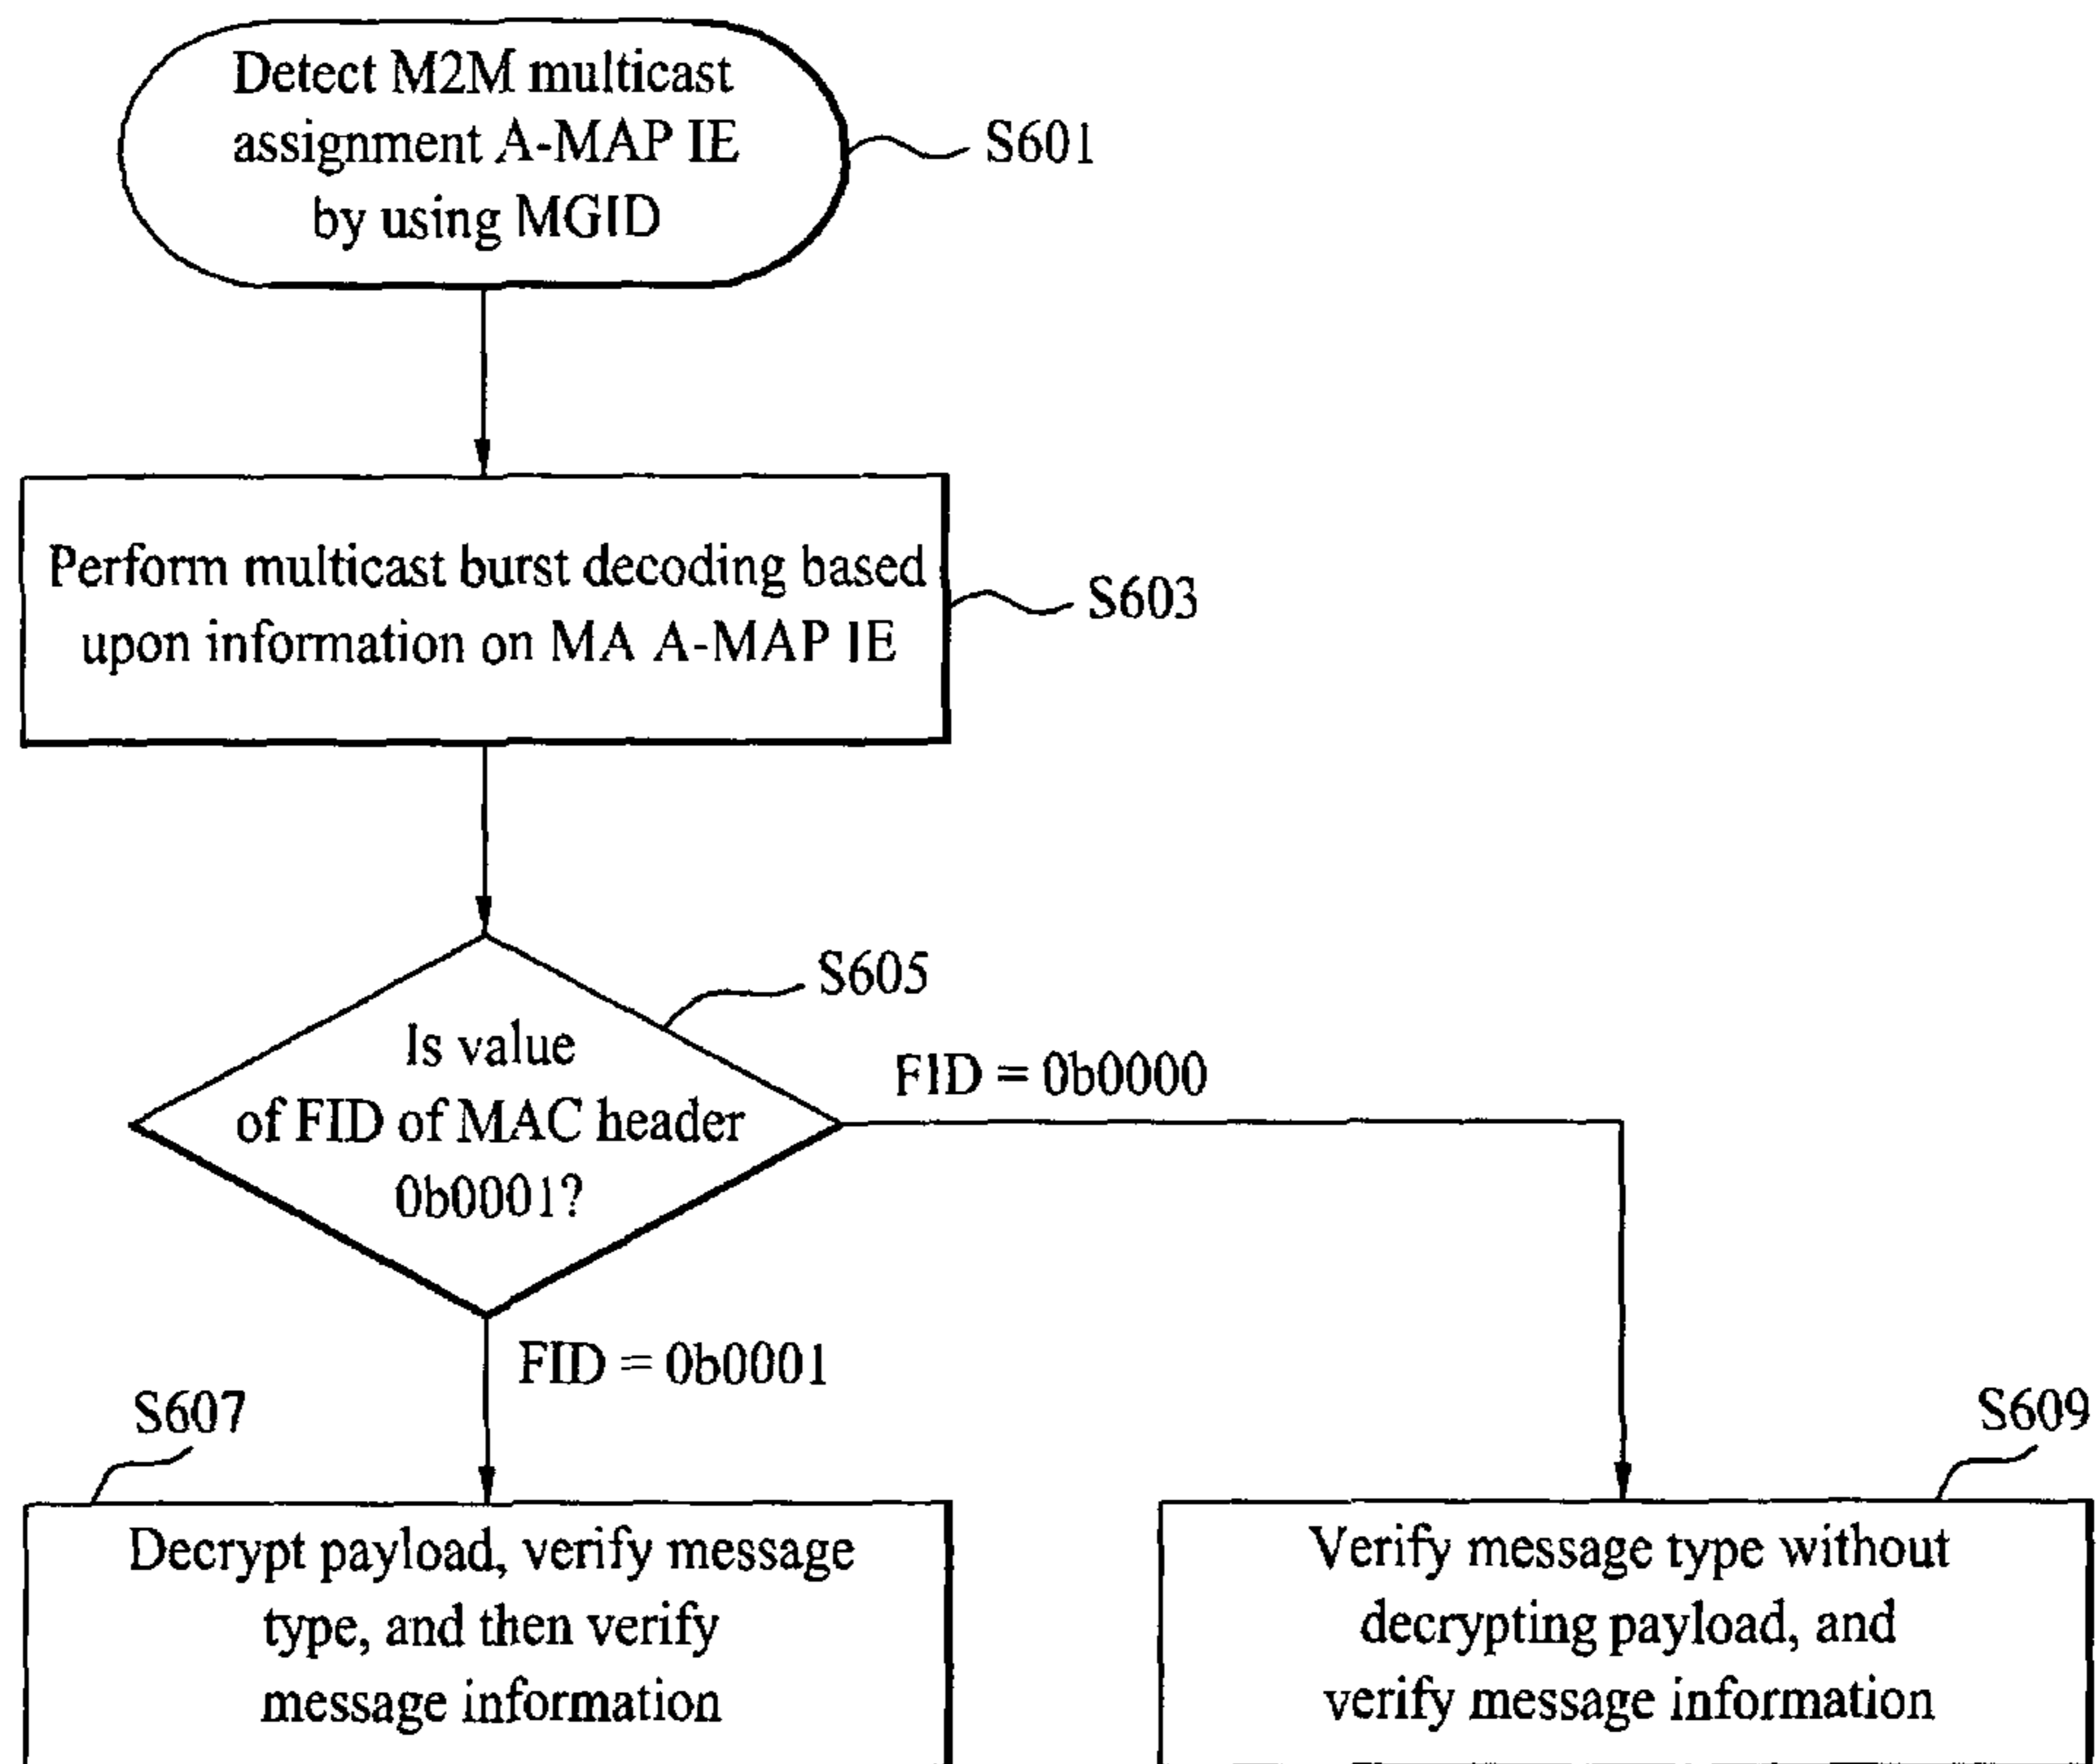 Detect M2M multicast
assignment A-MAP IE
by using MGID
S601
Perform multicast burst decoding based
upon information on MA A-MAP IE
S603
S605
Is value
of FID of MAC header
0b0001?
FID = 0b0000
FID = 0b0001
S607
S609
Decrypt payload, verify message
type, and then verify
message information
Verify message type without
decrypting payload, and
verify message information